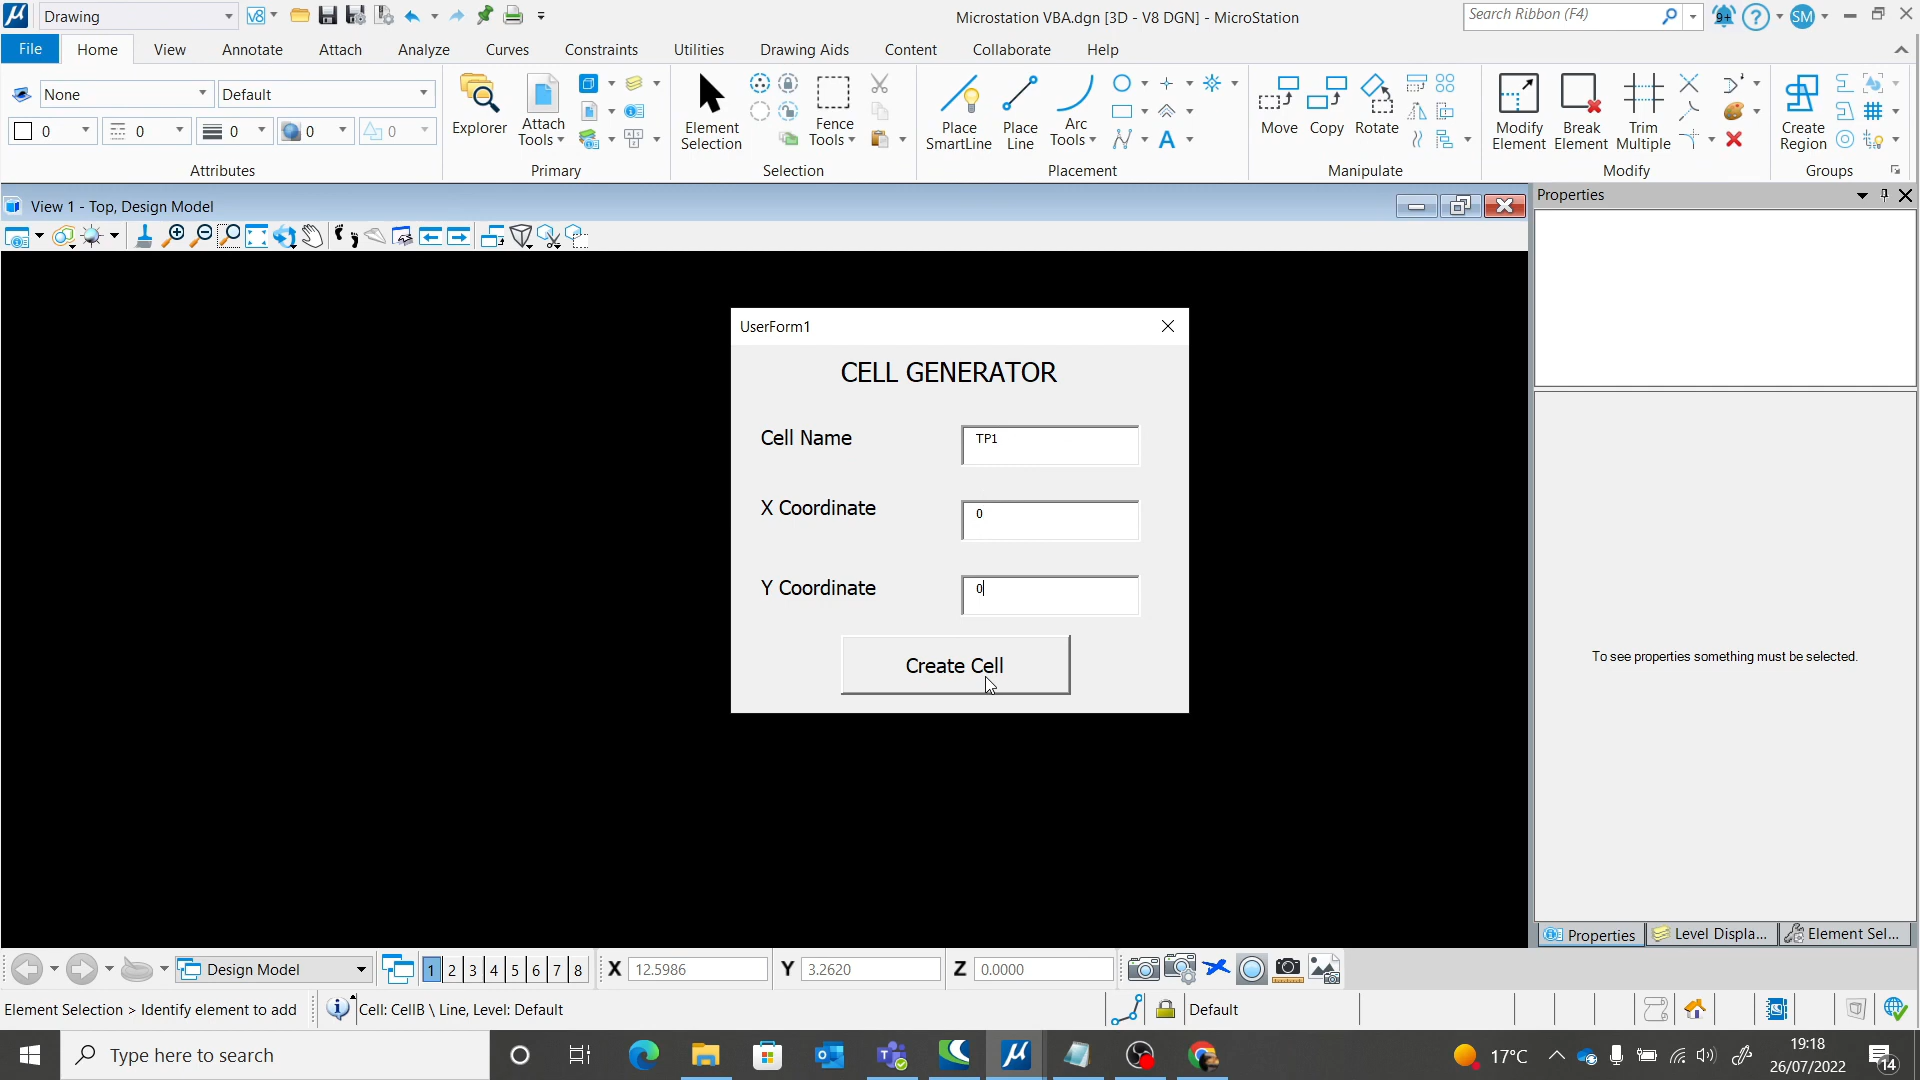 Drawing
Microstation VBA.dgn [3D - V8 DGN] - MicroStation
Search Ribbon (F4)
9+
SM
File Home View Annotate Attach Analyze Curves Constraints Utilities Drawing Aids Content Collaborate Help
None Default
0 0 0 0 0
Attributes
Explorer
Attach Tools
Primary
Element Selection
Fence Tools
Selection
Place SmartLine
Place Line
Arc Tools
Placement
Move Copy Rotate
Manipulate
Modify Element
Break Element
Trim Multiple
Modify
Create Region
Groups
View 1 - Top, Design Model
Properties
UserForm1
CELL GENERATOR
Cell Name TP1
X Coordinate 0
Y Coordinate 0
Create Cell
To see properties something must be selected.
Properties Level Displa... Element Sel...
Design Model 1 2 3 4 5 6 7 8 X 12.5986 Y 3.2620 Z 0.0000
Element Selection > Identify element to add Cell: CellB \ Line, Level: Default Default
Type here to search
17°C
19:18
26/07/2022
14